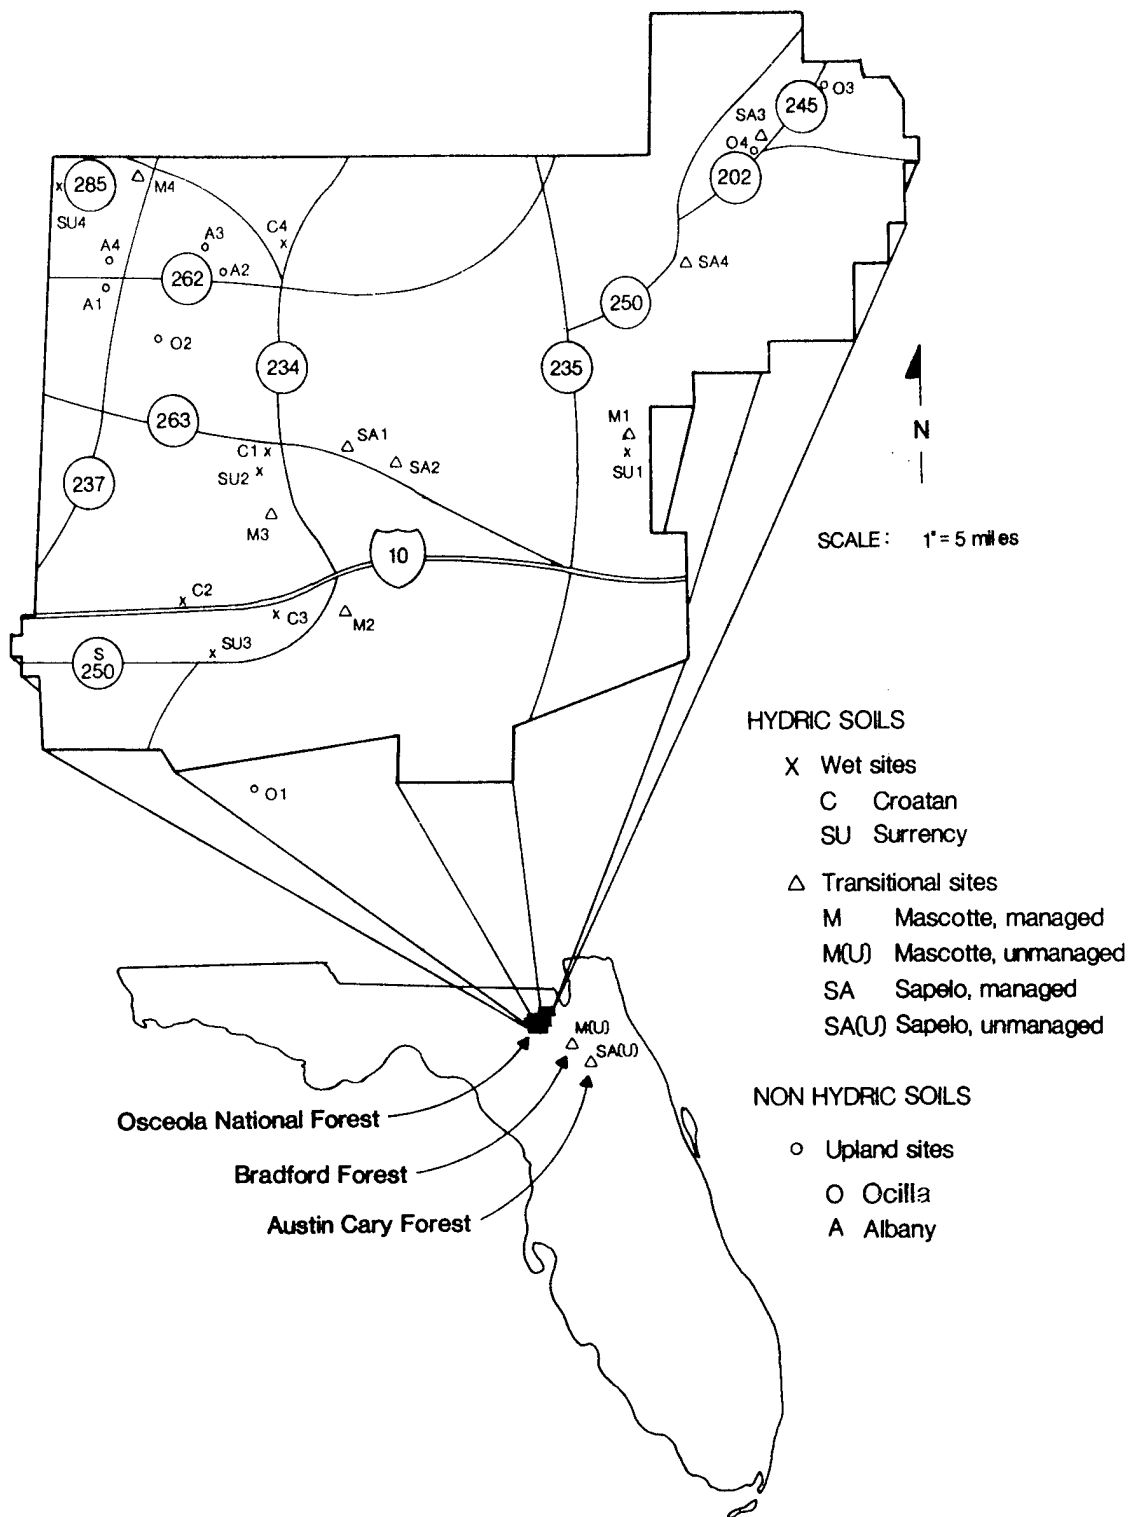 245
O3
SA3
O4
202
285
M4
SU4
C4
A3
A4
A2
262
A1
SA4
250
O2
234
235
263
M1
N
SA1
C1
SA2
SU2
SU1
237
M3
10
SCALE: 1"= 5 miles
C2
C3
M2
SU3
S
250
O1
HYDRIC SOILS
X Wet sites
C Croatan
SU Surrency
△ Transitional sites
M Mascotte, managed
M(U) Mascotte, unmanaged
SA Sapelo, managed
SA(U) Sapelo, unmanaged
M(U)
SA(U)
Osceola National Forest
Bradford Forest
Austin Cary Forest
NON HYDRIC SOILS
○ Upland sites
O Ocilla
A Albany